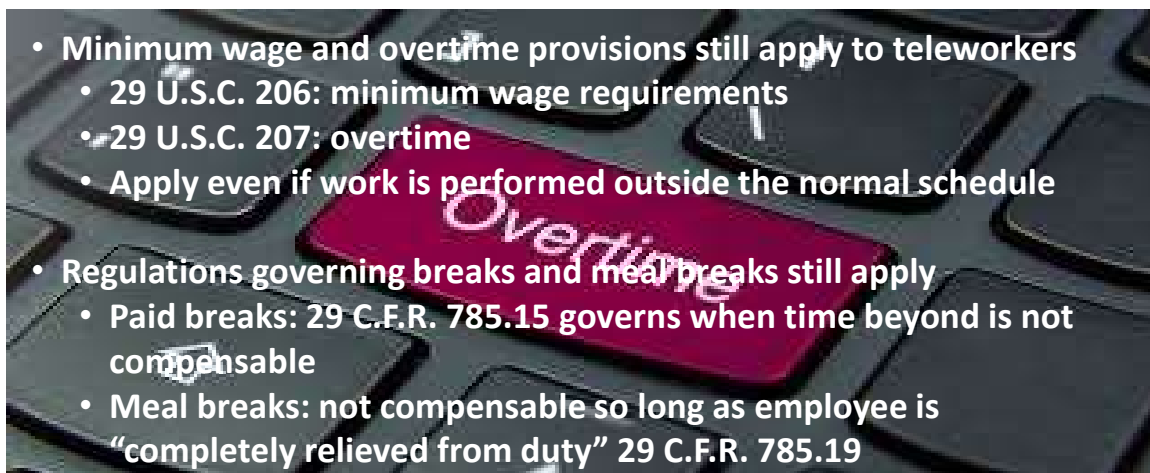 • Minimum wage and overtime provisions still apply to teleworkers
• 29 U.S.C. 206: minimum wage requirements
• 29 U.S.C. 207: overtime
• Apply even if work is performed outside the normal schedule
Overtime
• Regulations governing breaks and meal breaks still apply
• Paid breaks: 29 C.F.R. 785.15 governs when time beyond is not
compensable
• Meal breaks: not compensable so long as employee is
“completely relieved from duty” 29 C.F.R. 785.19